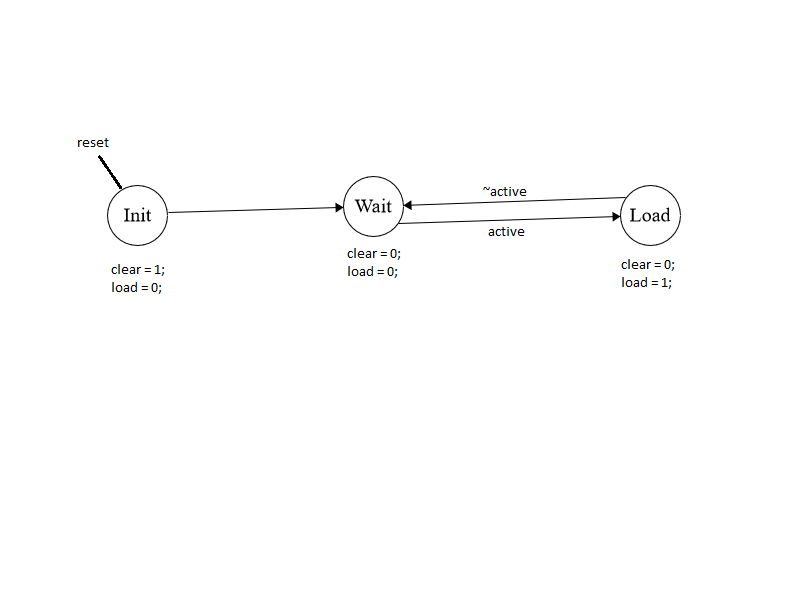 reset
Init
clear = 1;
load = 0;
Wait
clear = 0;
load = 0;
~active
active
Load
clear = 0;
load = 1;